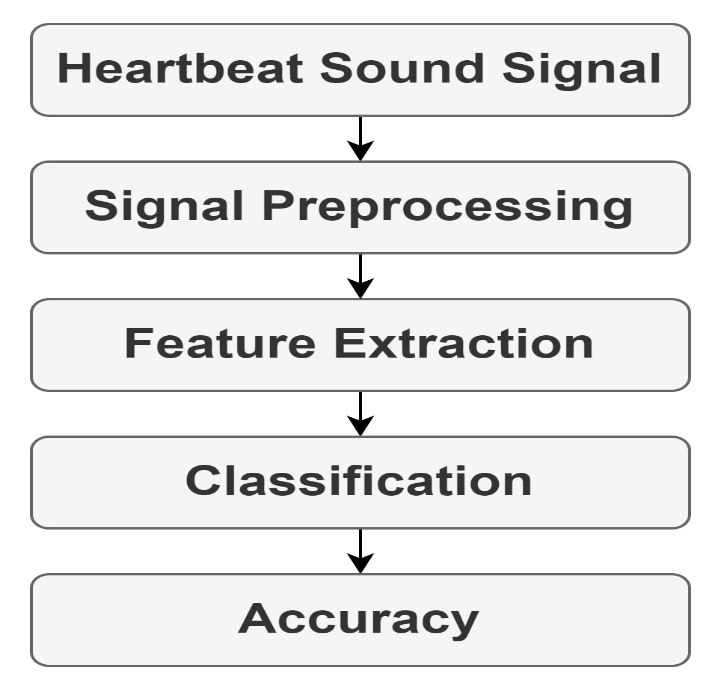 Heartbeat Sound Signal
Signal Preprocessing
Feature Extraction
Classification
Accuracy